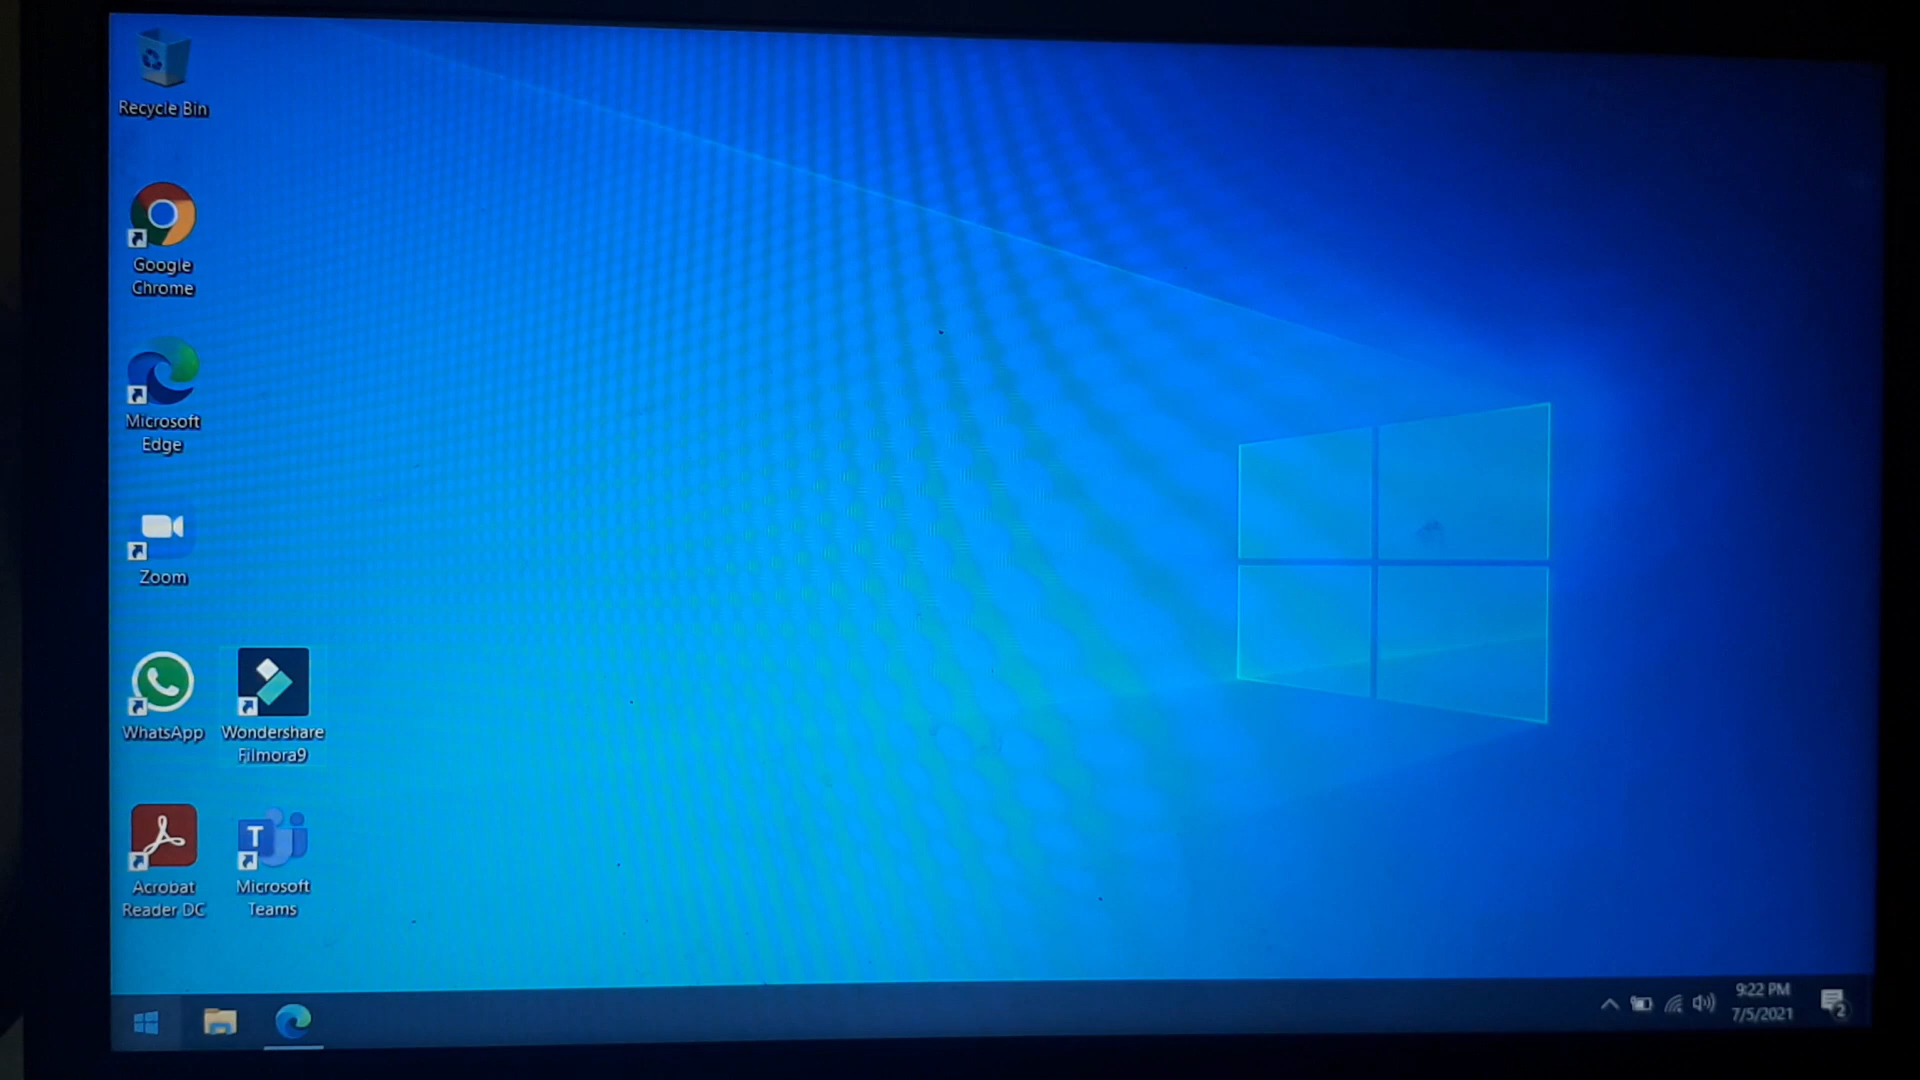 Recycle Bin
Google
Chrome
Microsoft
Edge
Zoom
WhatsApp
Wondershare
Filmora9
Acrobat
Reader DC
T
Microsoft
Teams
9:22 PM
7/5/2021
2